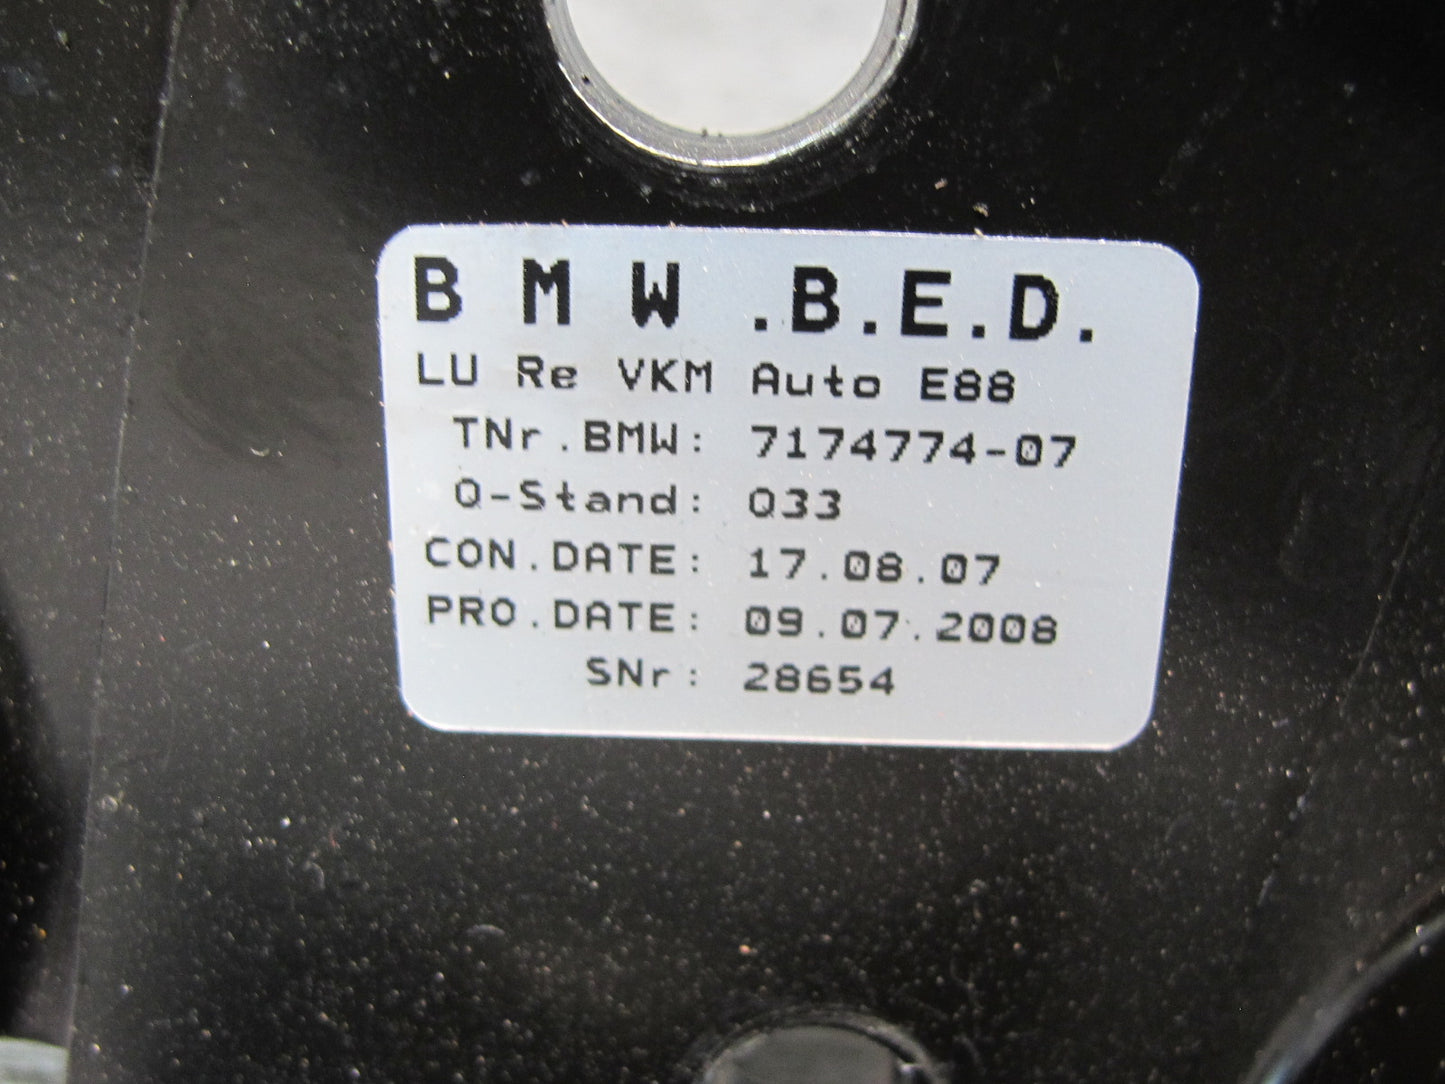 BMW .B.E.D.
LU Re VKM Auto E88
TNr.BMW: 7174774-07
Q-Stand: Q33
CON.DATE: 17.08.07
PRO.DATE: 09.07.2008
SNr: 28654